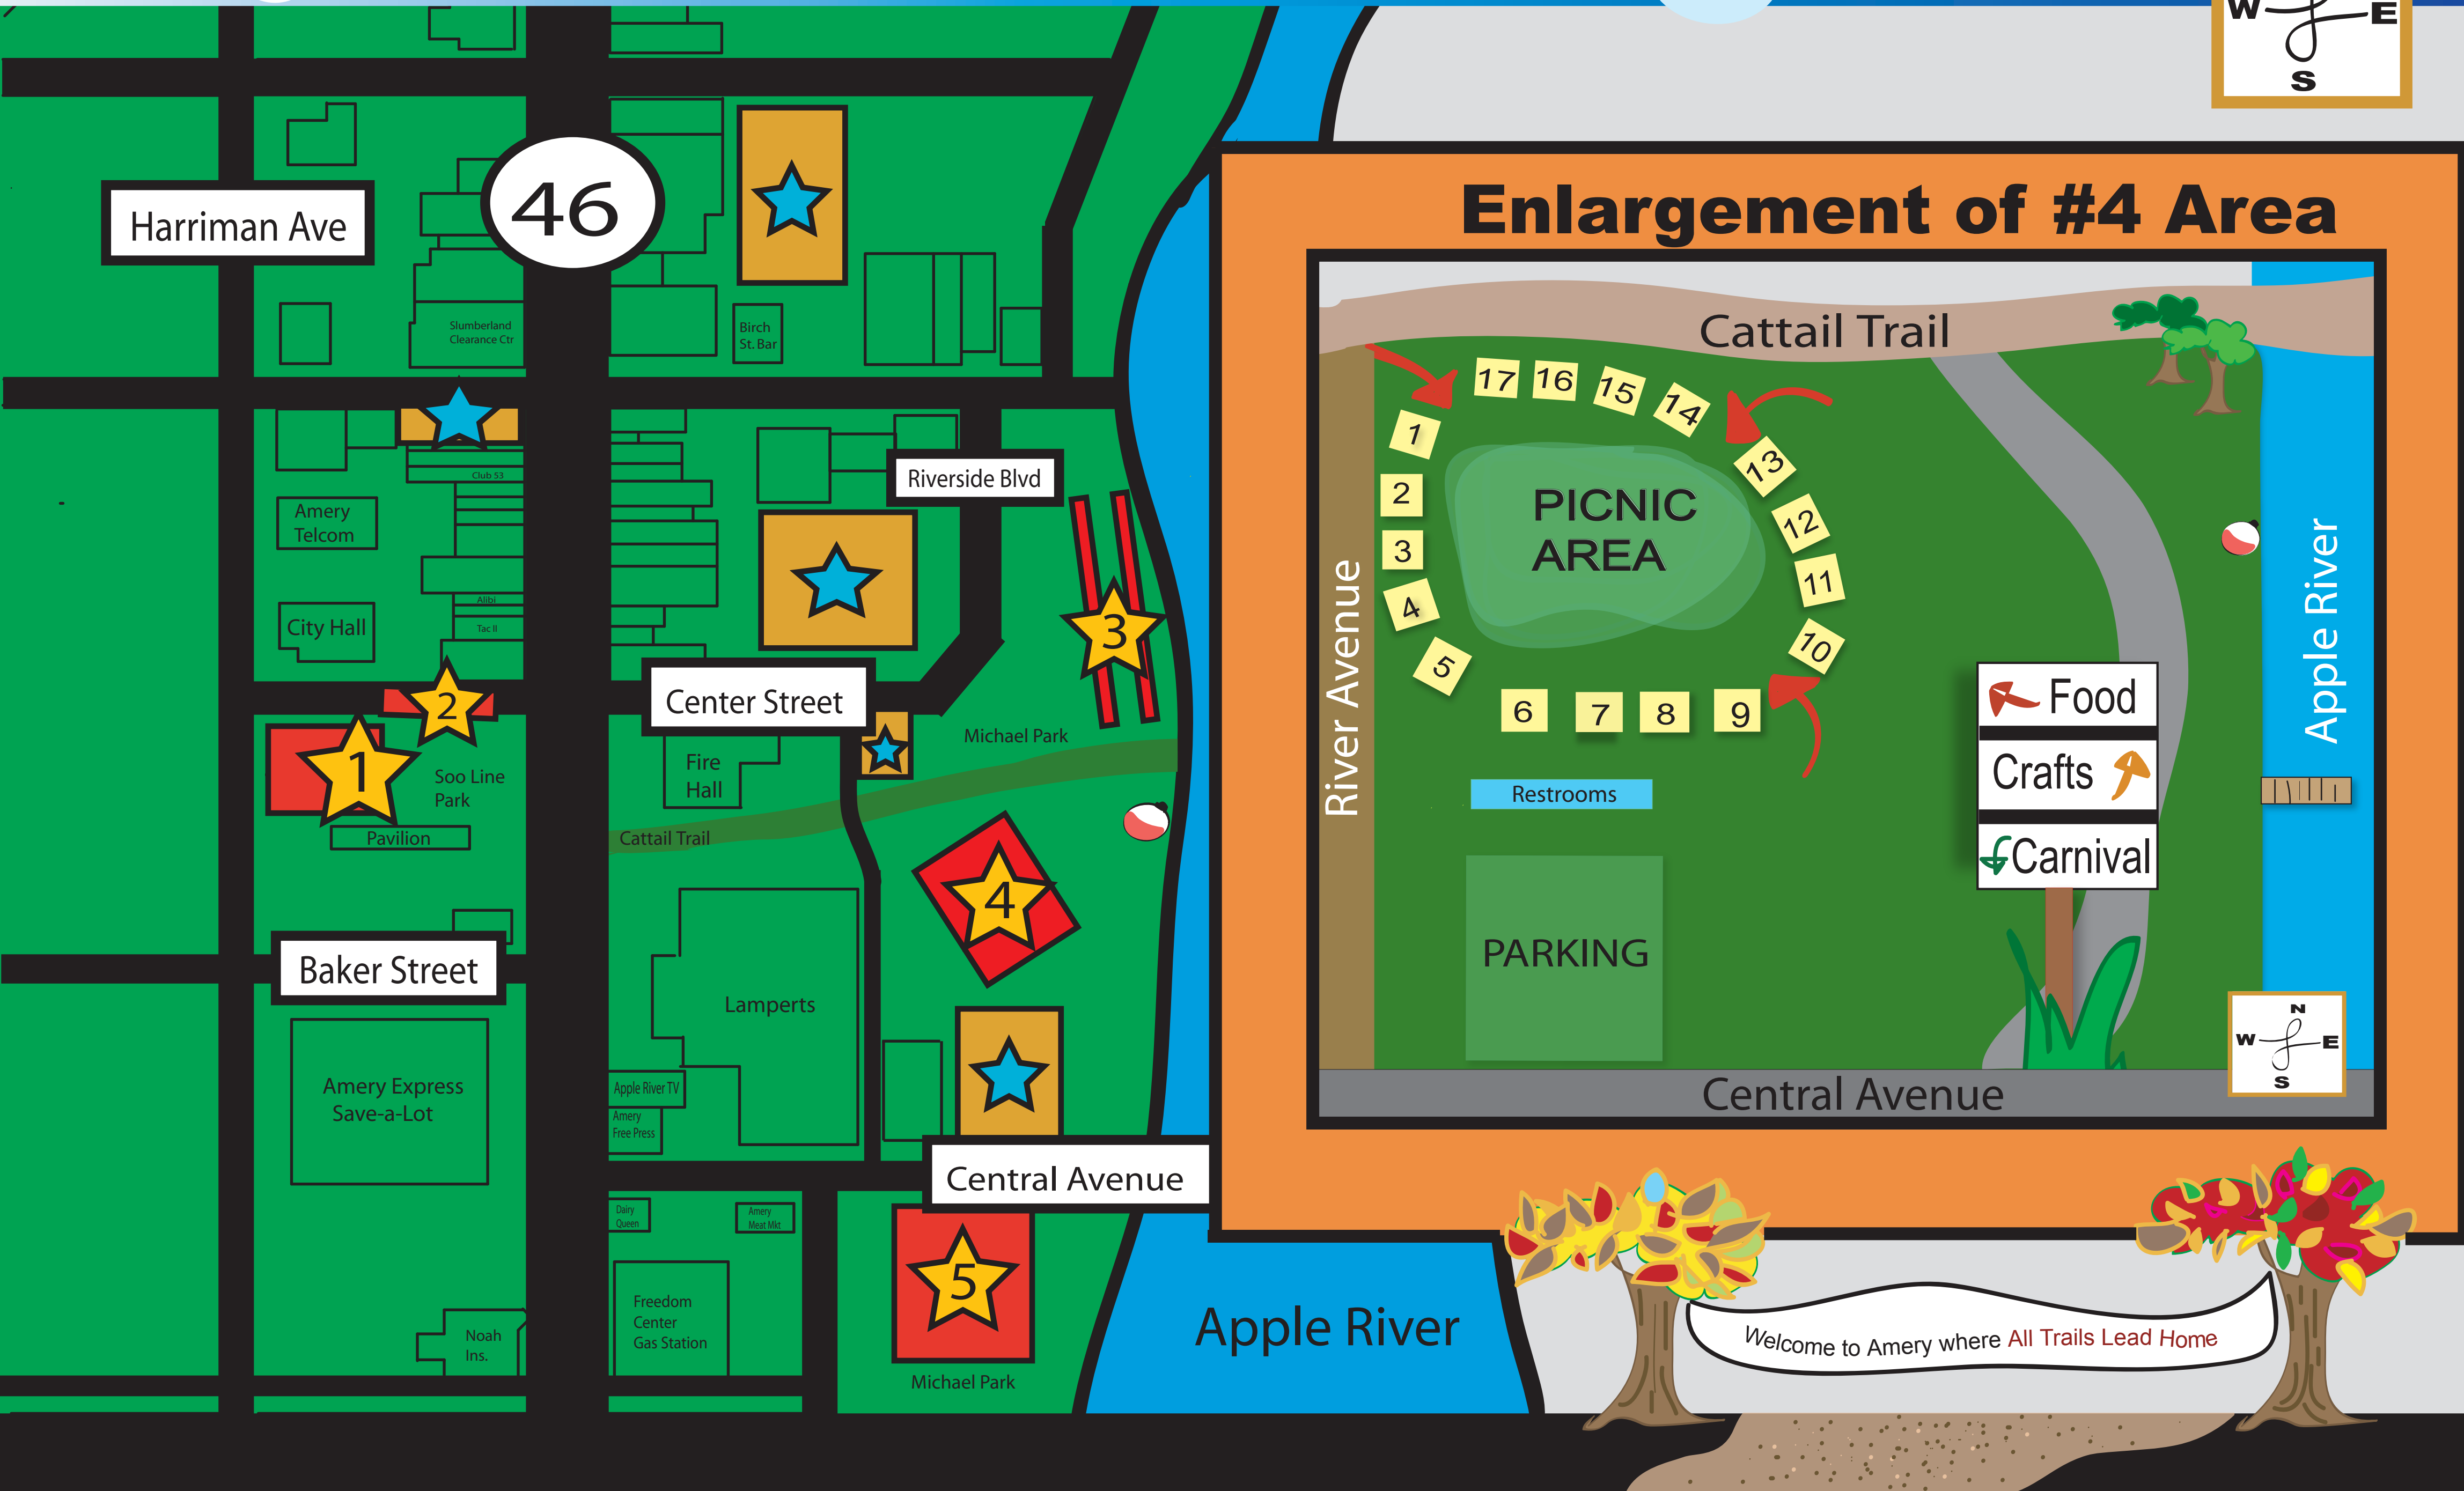 W E
S
Harriman Ave
46
Slumberland
Clearance Ctr
Birch
St. Bar
Club 53
Amery
Telcom
Riverside Blvd
City Hall
Alibi
Tac II
3
Center Street
2
1
Soo Line
Park
Pavilion
Fire
Hall
Michael Park
Cattail Trail
4
Baker Street
Lamperts
Amery Express
Save-a-Lot
Apple River TV
Amery
Free Press
Central Avenue
Dairy
Queen
Amery
Meat Mkt
5
Freedom
Center
Gas Station
Noah
Ins.
Michael Park
Apple River
Enlargement of #4 Area
Cattail Trail
17 16 15 14
1
13
2
12
3
11
4
10
5
6 7 8 9
PICNIC
AREA
River Avenue
Apple River
Restrooms
PARKING
Food
Crafts
Carnival
N
W E
S
Central Avenue
Welcome to Amery where All Trails Lead Home